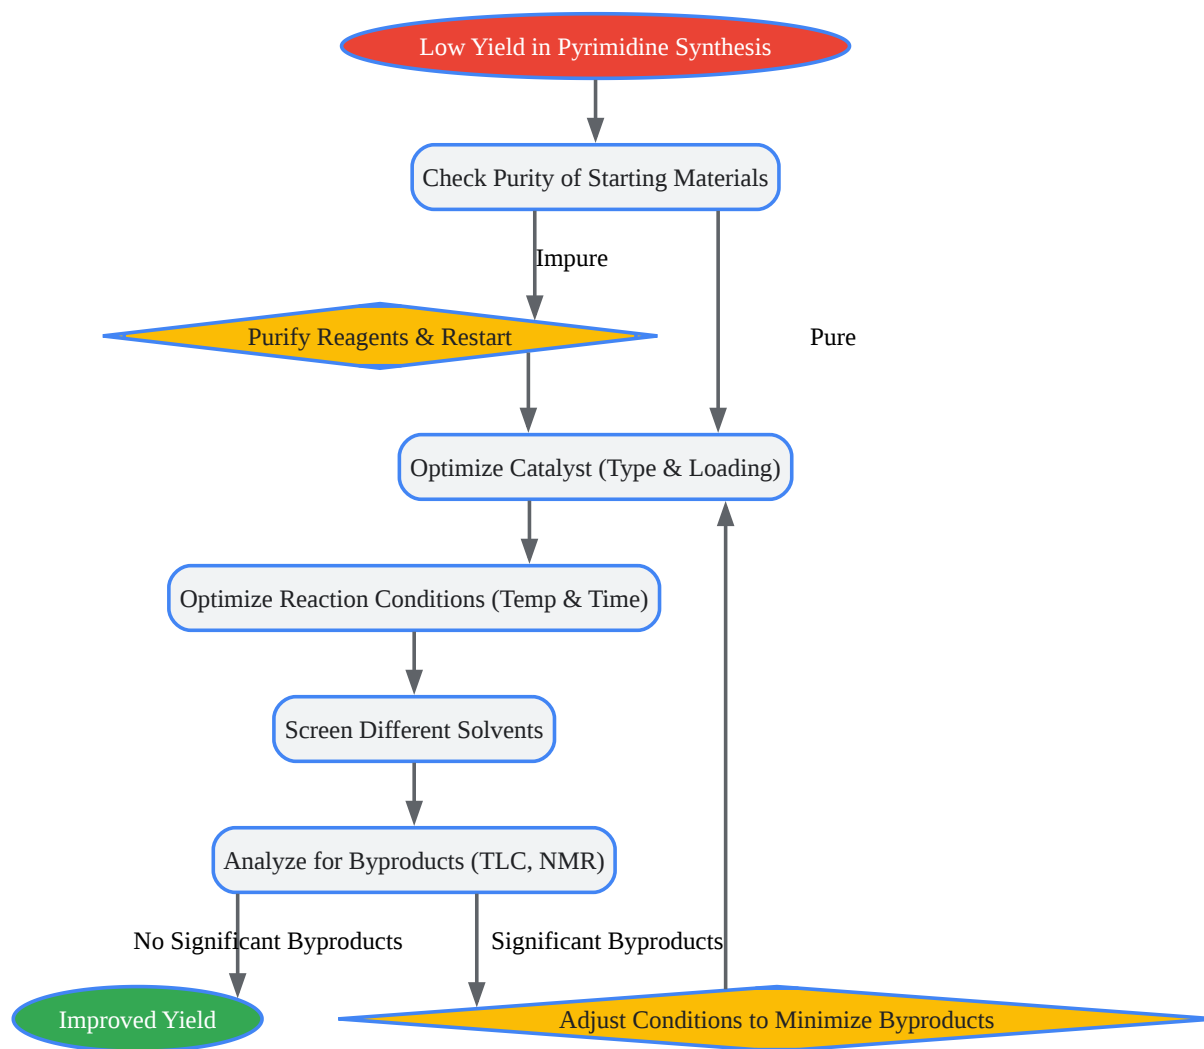 Low Yield in Pyrimidine Synthesis
Check Purity of Starting Materials
Impure
Purify Reagents & Restart
Pure
Optimize Catalyst (Type & Loading)
Optimize Reaction Conditions (Temp & Time)
Screen Different Solvents
Analyze for Byproducts (TLC, NMR)
No Significant Byproducts
Significant Byproducts
Improved Yield
Adjust Conditions to Minimize Byproducts